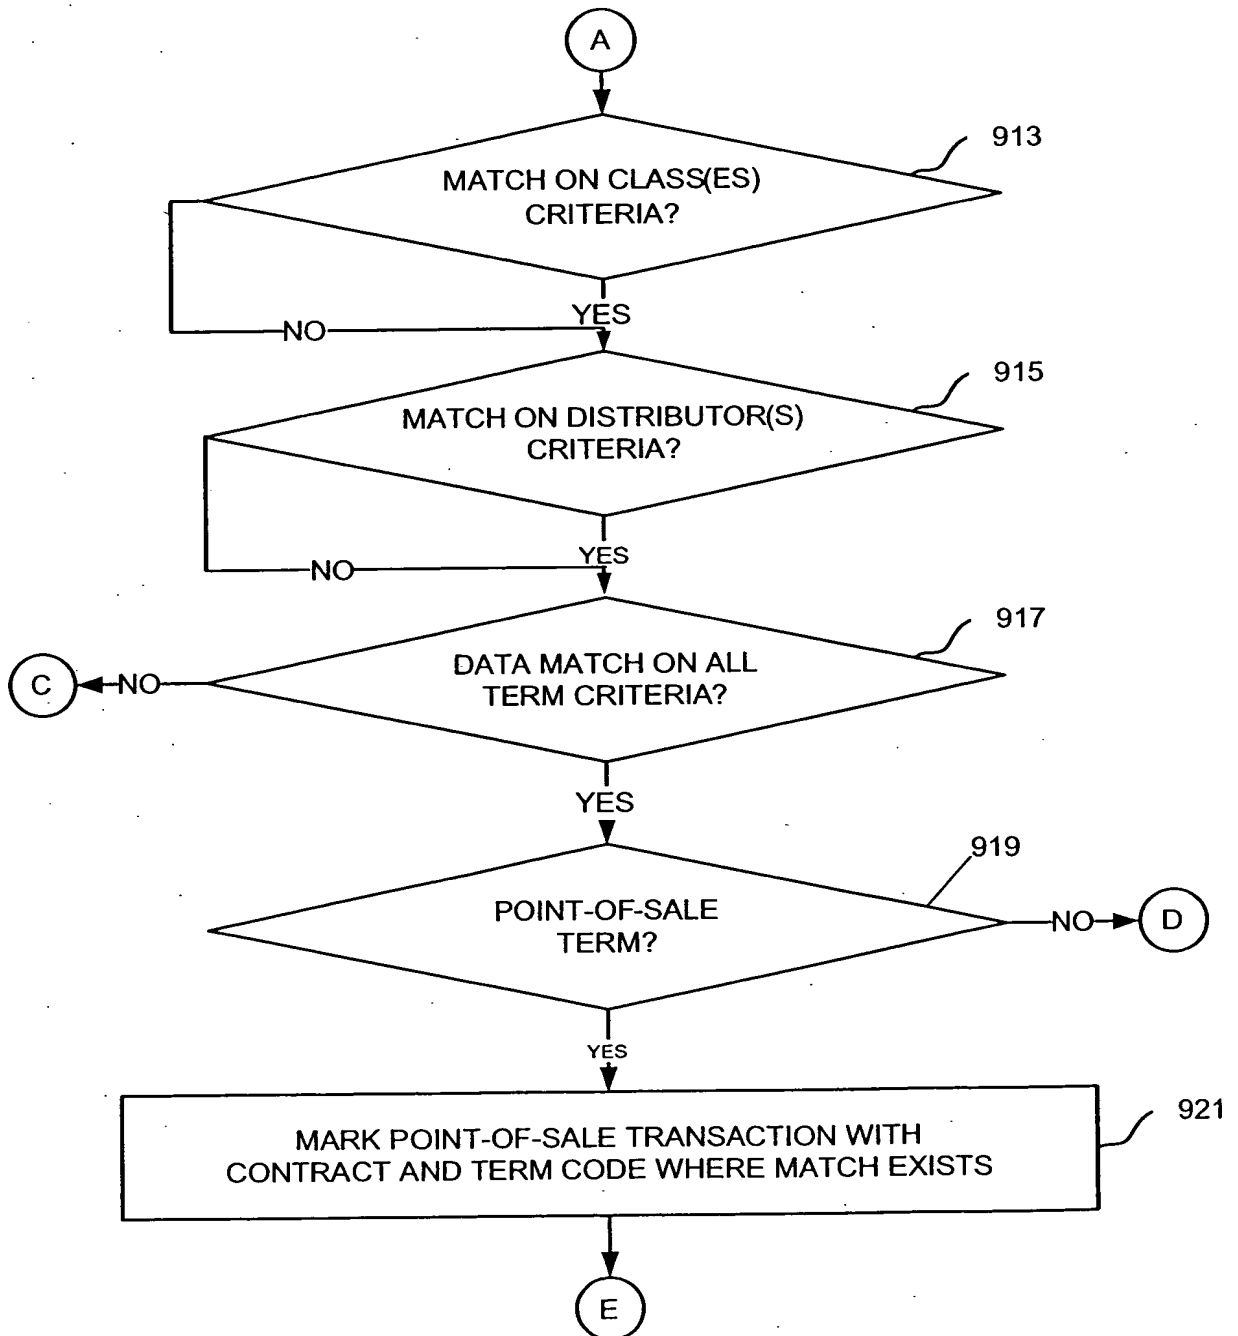 A
913
MATCH ON CLASS(ES)
CRITERIA?
YES
NO
915
MATCH ON DISTRIBUTOR(S)
CRITERIA?
YES
NO
917
DATA MATCH ON ALL
TERM CRITERIA?
C
NO
YES
919
POINT-OF-SALE
TERM?
NO
D
YES
921
MARK POINT-OF-SALE TRANSACTION WITH
CONTRACT AND TERM CODE WHERE MATCH EXISTS
E